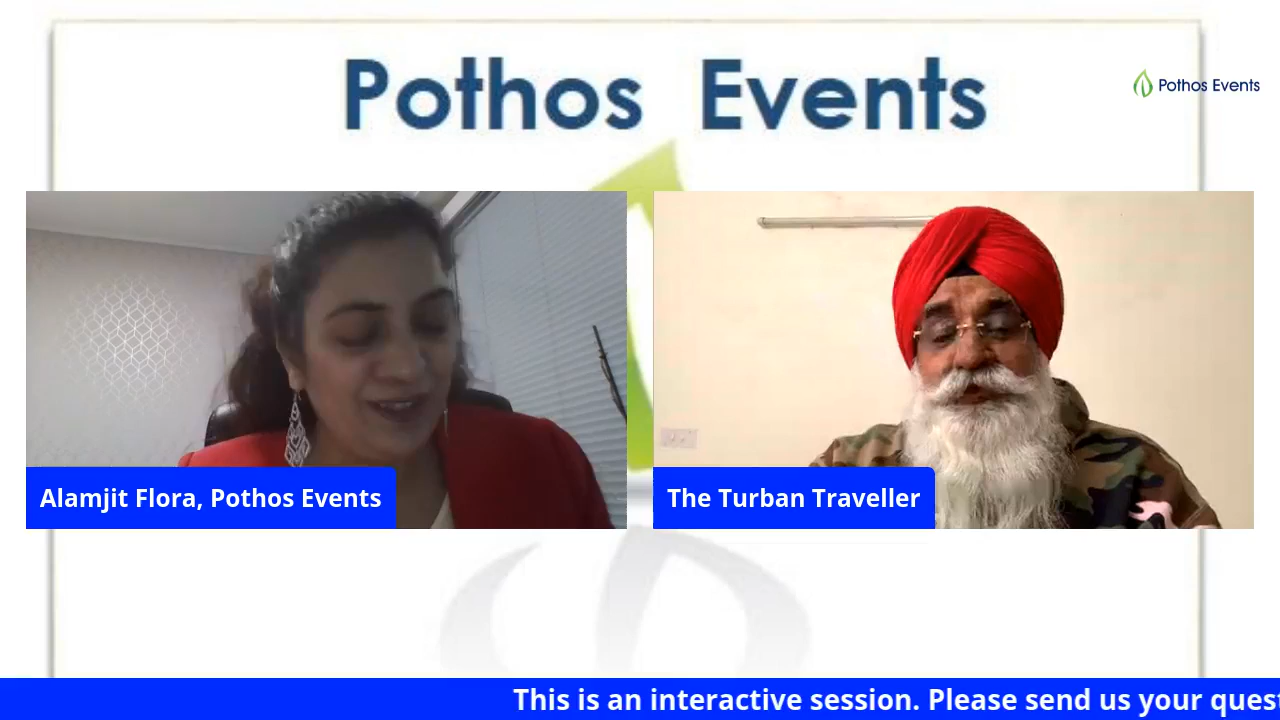 Pothos Events
Pothos Events
Alamjit Flora, Pothos Events
The Turban Traveller
This is an interactive session. Please send us your quest